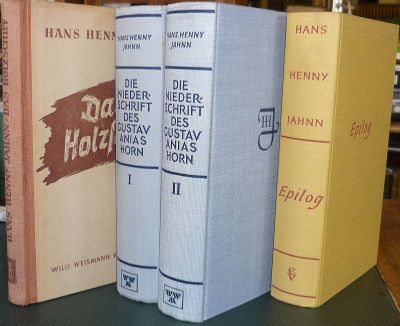 HANS HENNY JAHNN DAS HOLZSCHIFF
HANS HENNY
Das
Holz
WILLI WEISMANN V
HANS HENNY
JAHNN
DIE
NIEDER-
SCHRIFT
DES
GUSTAV
ANIAS
HORN
I
HANS HENNY
JAHNN
DIE
NIEDER-
SCHRIFT
DES
GUSTAV
ANIAS
HORN
II
HANS
HENNY
JAHNN
Epilog
Epilog